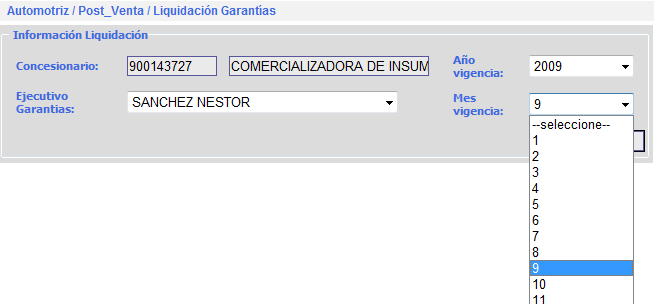 Automotriz / Post_Venta / Liquidación Garantías
Información Liquidación
Concesionario: 900143727 COMERCIALIZADORA DE INSUM Año vigencia: 2009
Ejecutivo Garantias: SANCHEZ NESTOR Mes vigencia: 9
--seleccione--
1
2
3
4
5
6
7
8
9
10
11